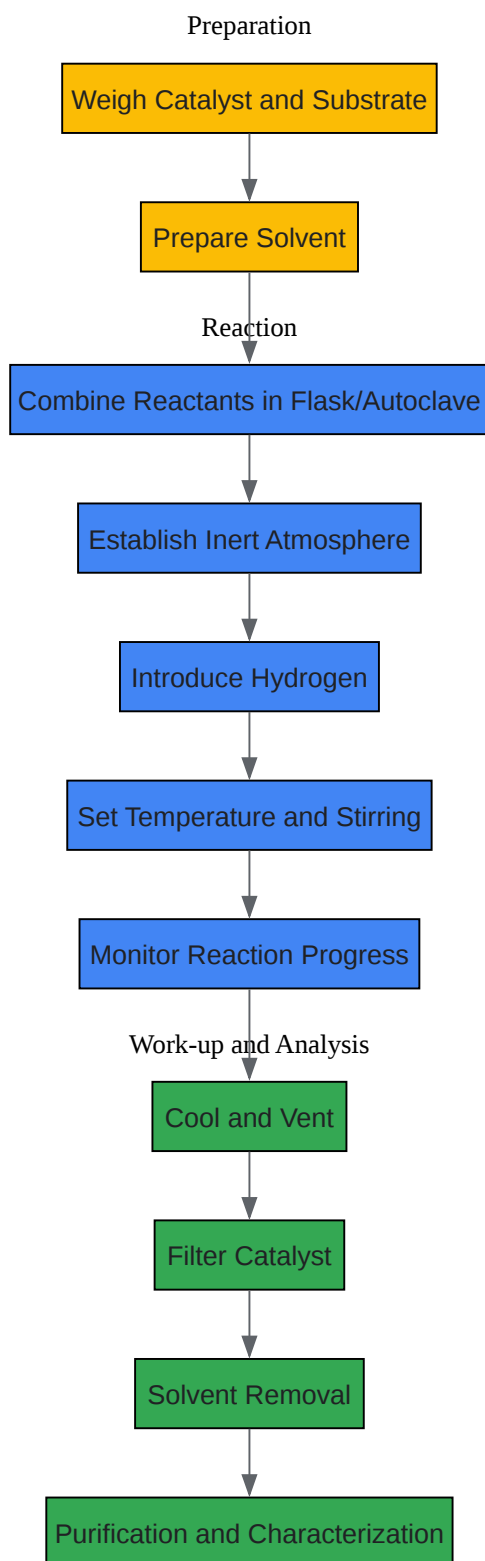 Preparation
Weigh Catalyst and Substrate
Prepare Solvent
Reaction
Combine Reactants in Flask/Autoclave
Establish Inert Atmosphere
Introduce Hydrogen
Set Temperature and Stirring
Monitor Reaction Progress
Work-up and Analysis
Cool and Vent
Filter Catalyst
Solvent Removal
Purification and Characterization